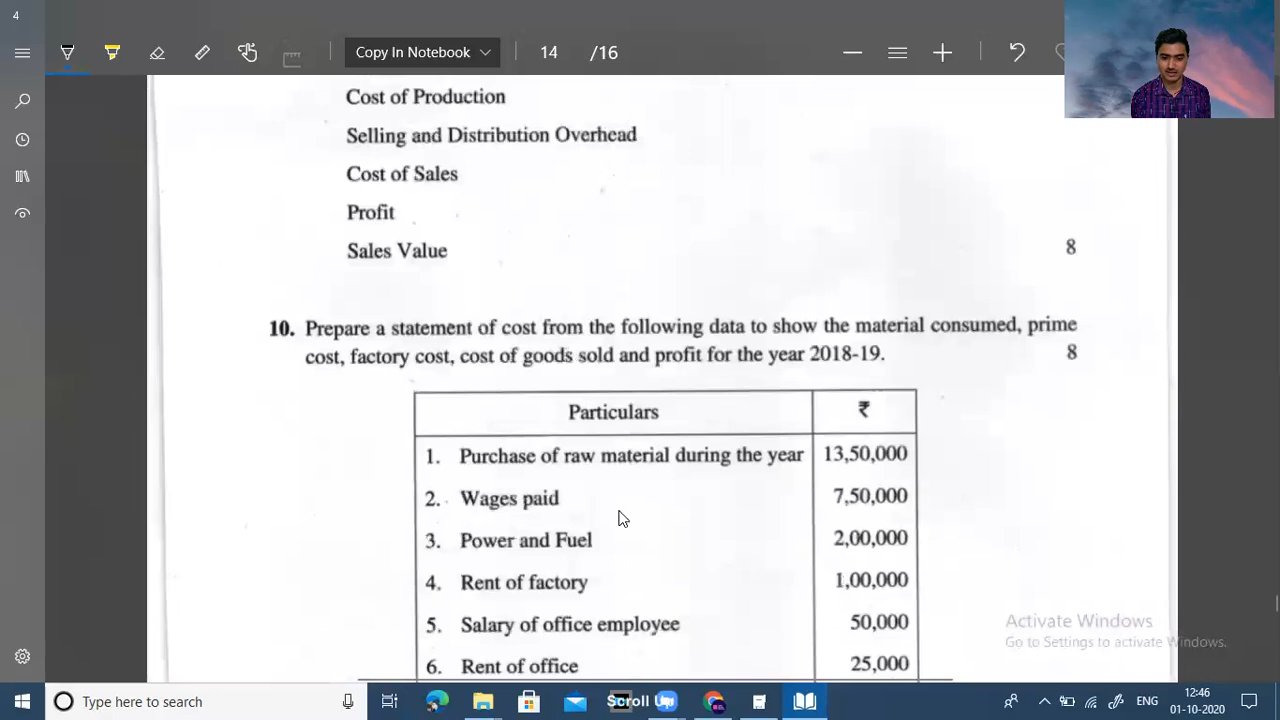 4
Copy In Notebook
14 /16
Cost of Production
Selling and Distribution Overhead
Cost of Sales
Profit
Sales Value
8
10. Prepare a statement of cost from the following data to show the material consumed, prime
cost, factory cost, cost of goods sold and profit for the year 2018-19. 8
Particulars ₹
1. Purchase of raw material during the year 13,50,000
2. Wages paid 7,50,000
3. Power and Fuel 2,00,000
4. Rent of factory 1,00,000
5. Salary of office employee 50,000
6. Rent of office 25,000
Activate Windows
Go to Settings to activate Windows.
Type here to search
Scroll Up
ENG
12:46
01-10-2020